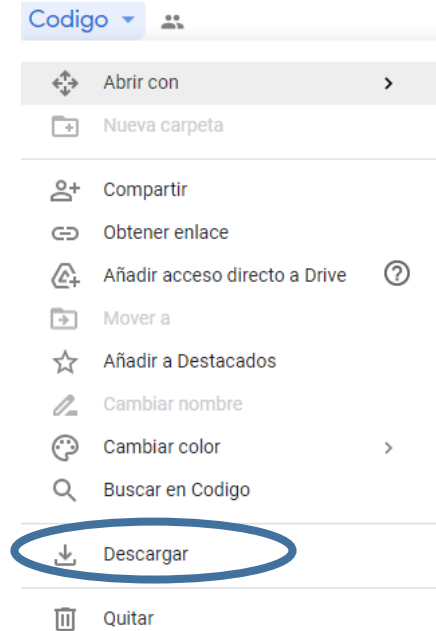 Codigo
Abrir con
Nueva carpeta
Compartir
Obtener enlace
Añadir acceso directo a Drive
Mover a
Añadir a Destacados
Cambiar nombre
Cambiar color
Buscar en Codigo
Descargar
Quitar